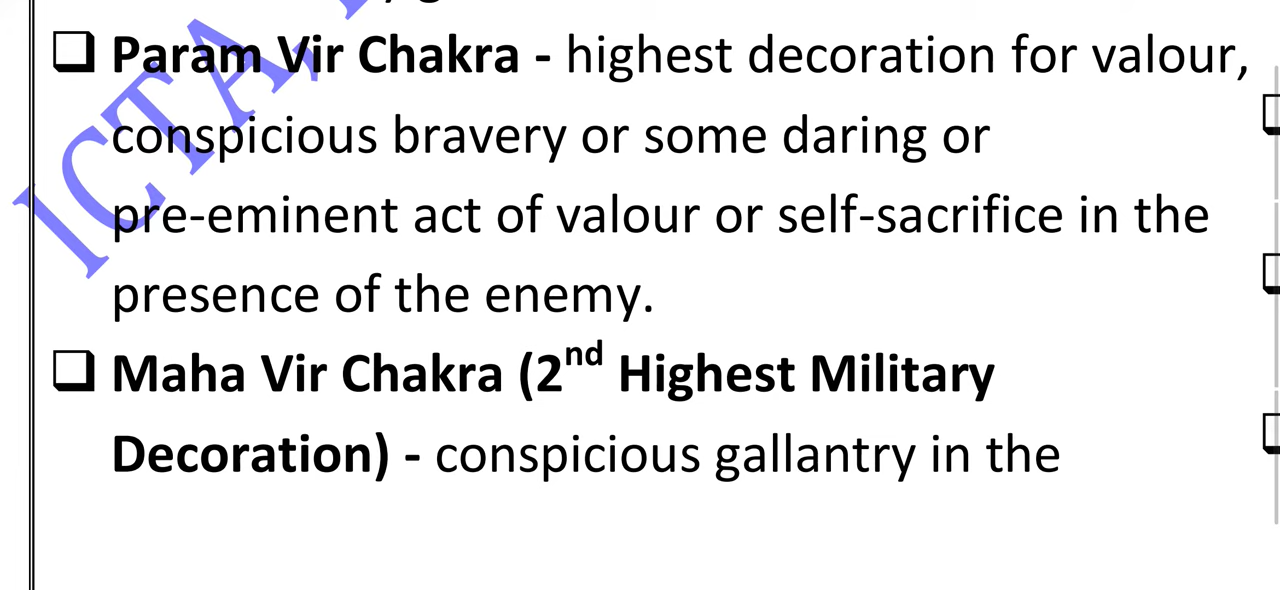 ❑ Param Vir Chakra - highest decoration for valour,
conspicious bravery or some daring or
pre-eminent act of valour or self-sacrifice in the
presence of the enemy.
❑ Maha Vir Chakra (2nd Highest Military
Decoration) - conspicious gallantry in the
ICTA,